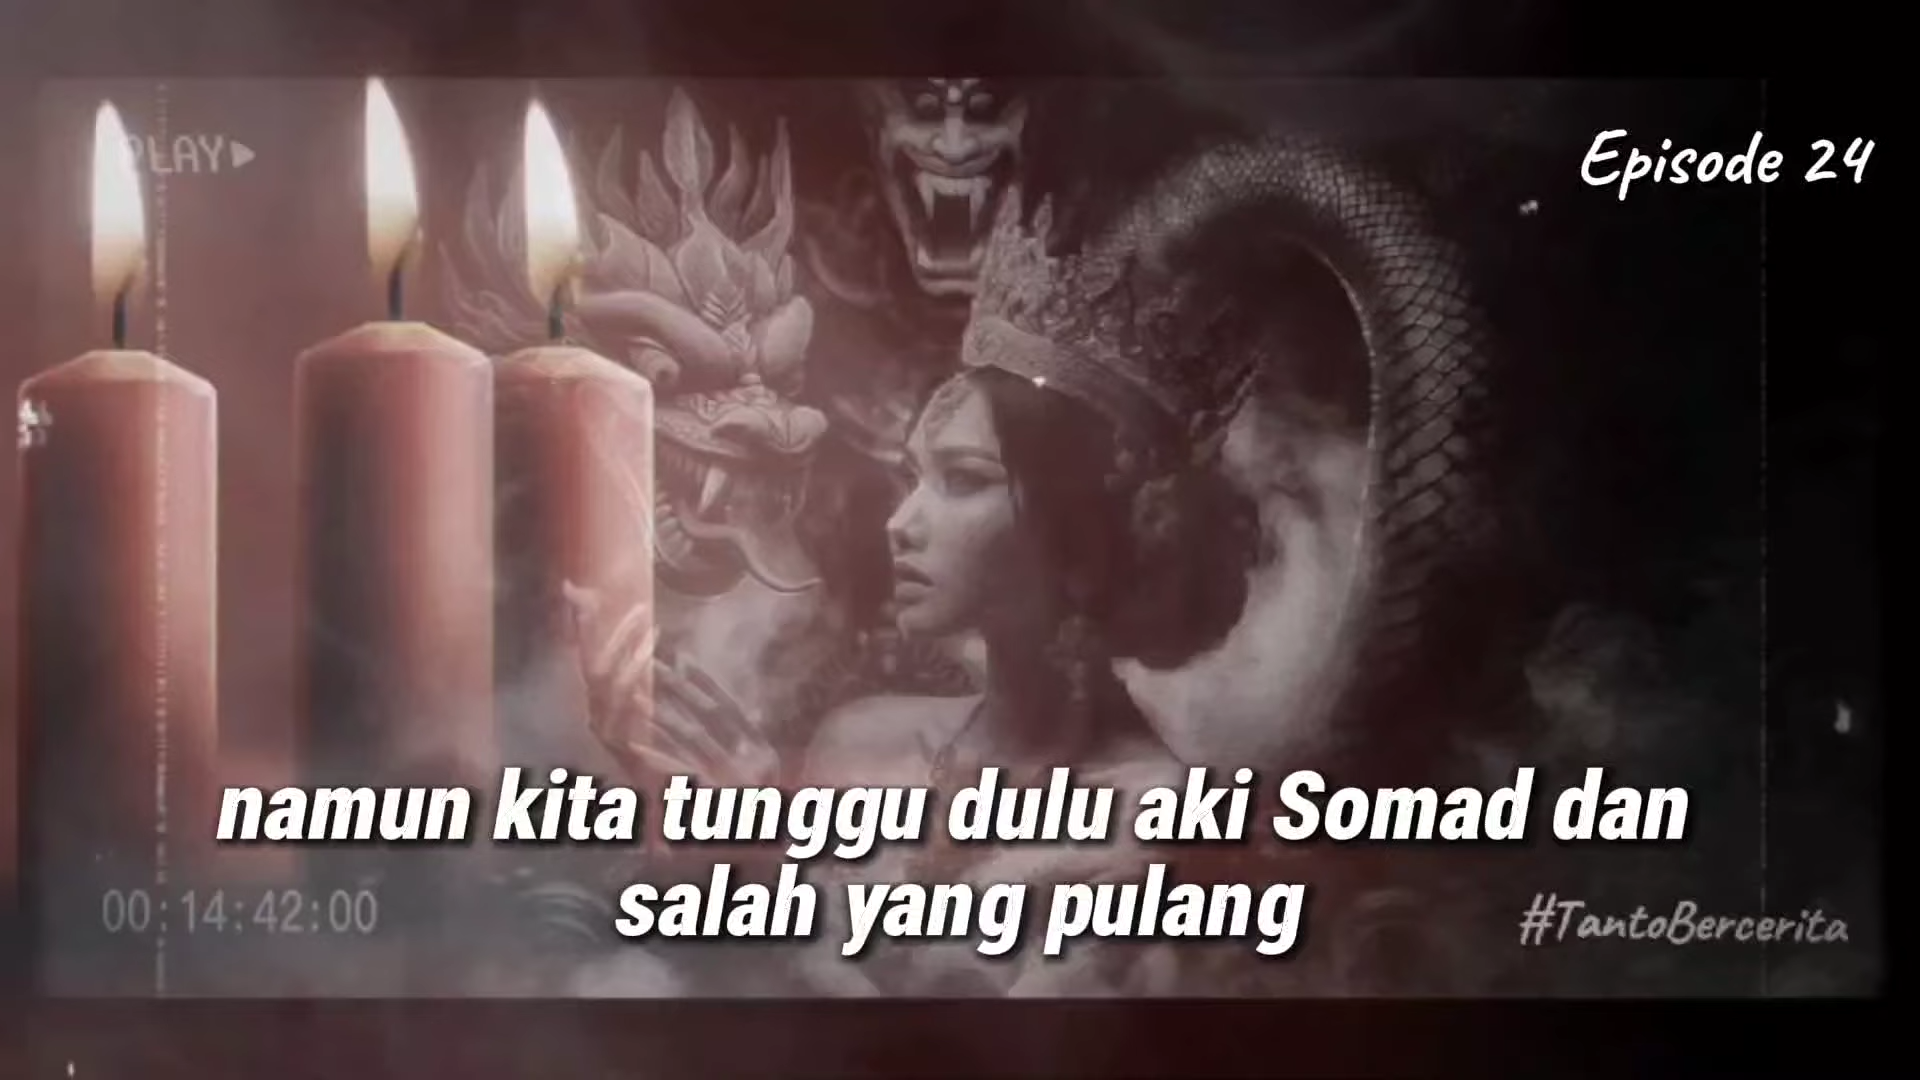 PLAY
Episode 24
namun kita tunggu dulu aki Somad dan
salah yang pulang
00:14:42:00
#TantoBercerita